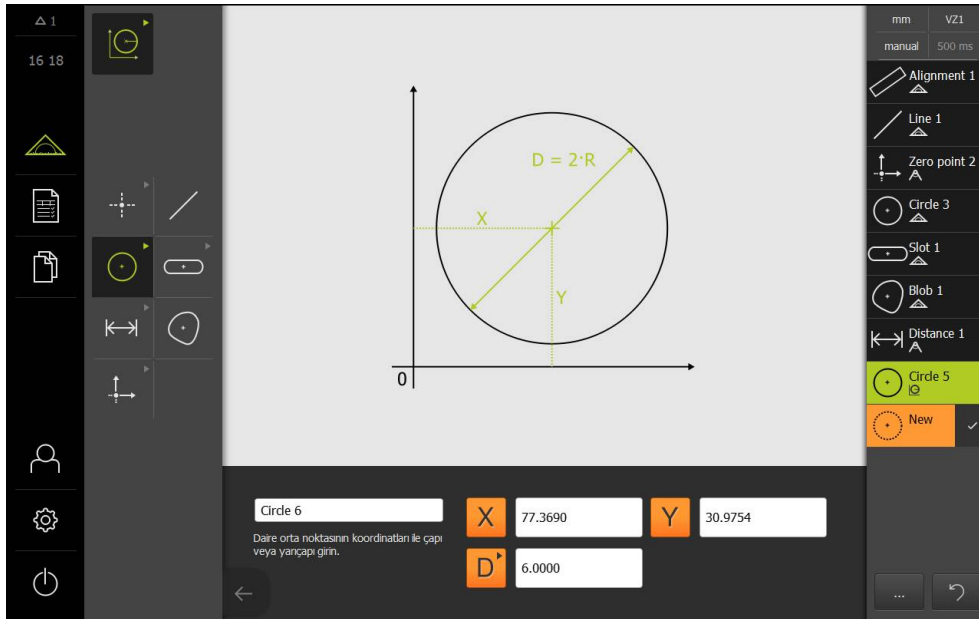 1
16 18
D = 2·R
X
Y
0
Circle 6
Daire orta noktasının koordinatları ile çapı
veya yarıçapı girin.
X
77.3690
Y
30.9754
D
6.0000
mm
VZ1
manual
500 ms
Alignment 1
Line 1
Zero point 2
Circle 3
Slot 1
Blob 1
Distance 1
Circle 5
New
...